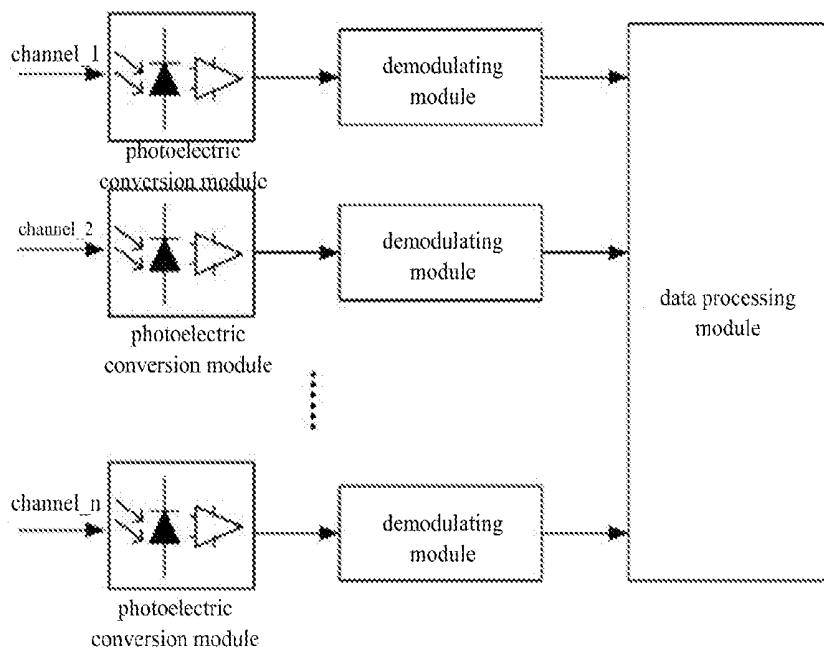 channel_1
demodulating
module
photoelectric
conversion module
channel_2
demodulating
module
data processing
module
photoelectric
conversion module
channel_n
demodulating
module
photoelectric
conversion module